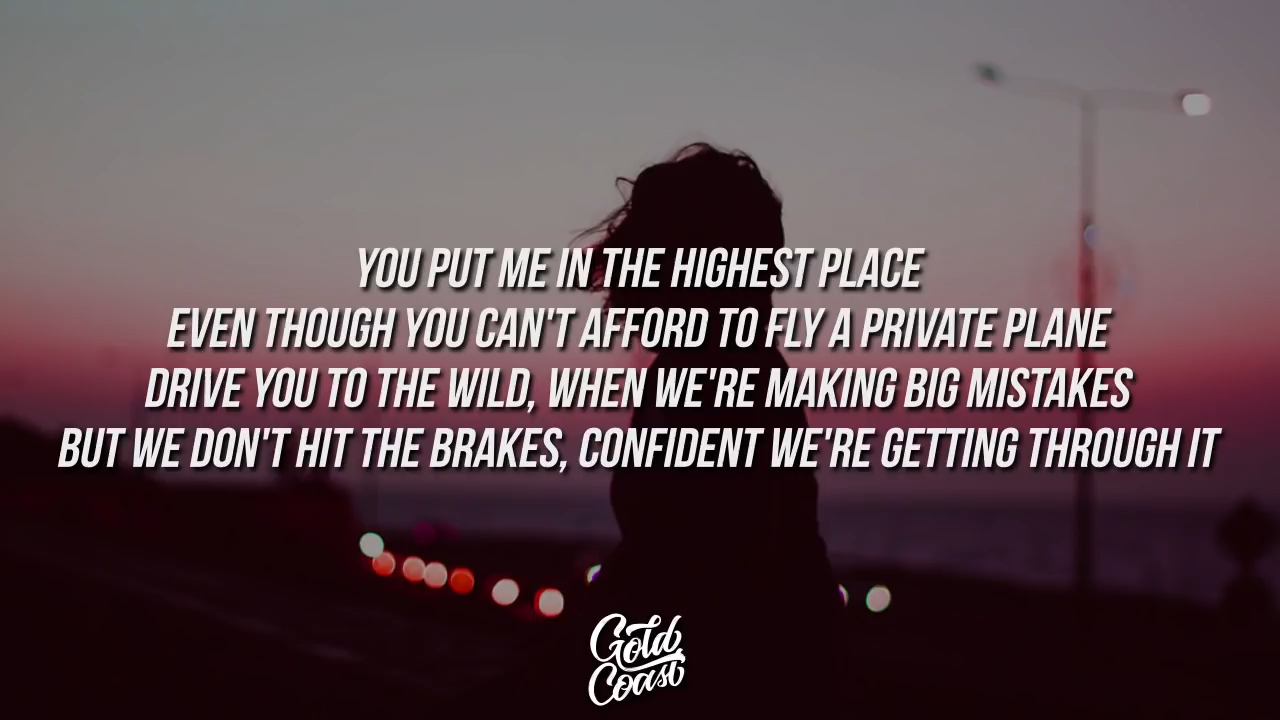 YOU PUT ME IN THE HIGHEST PLACE
EVEN THOUGH YOU CAN'T AFFORD TO FLY A PRIVATE PLANE
DRIVE YOU TO THE WILD, WHEN WE'RE MAKING BIG MISTAKES
BUT WE DON'T HIT THE BRAKES, CONFIDENT WE'RE GETTING THROUGH IT
Gold
Coast